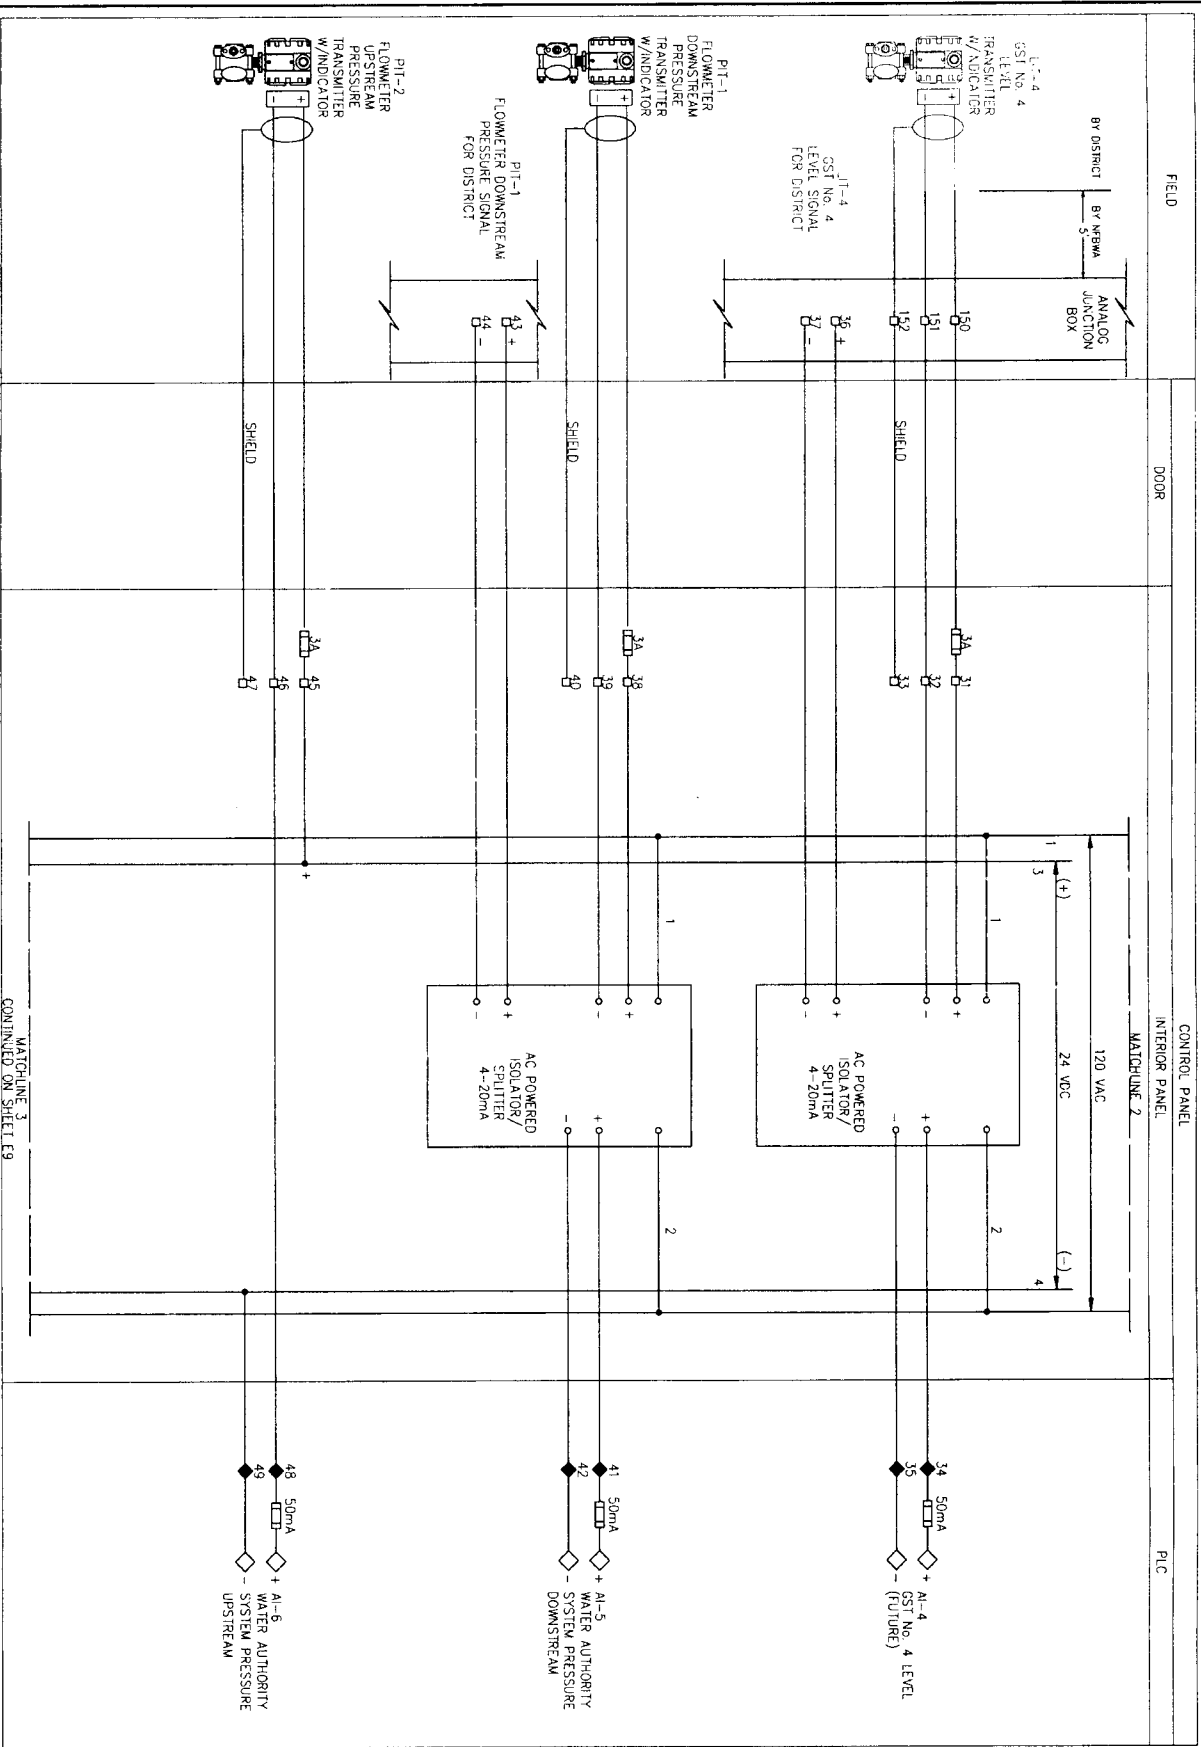 CONTROL PANEL
FIELD
DOOR
INTERIOR PANEL
PLC
MATCHLINE 2
120 VAC
24 VDC
(+)
(-)
1
3
4
BY DISTRICT
BY NFBWA
5'
ANALOG
JUNCTION
BOX
GST No. 4
LEVEL
TRANSMITTER
W/INDICATOR
+
-
150
151
152
SHIELD
3A
31
32
33
1
+
-
2
+
-
AC POWERED
ISOLATOR/
SPLITTER
4-20mA
34
35
50mA
+
-
AI-4
GST No. 4 LEVEL
(FUTURE)
GST No. 4
LEVEL SIGNAL
FOR DISTRICT
36
+
37
-
+
-
PIT-1
FLOWMETER
DOWNSTREAM
PRESSURE
TRANSMITTER
W/INDICATOR
+
-
SHIELD
3A
38
39
40
1
+
-
2
+
-
AC POWERED
ISOLATOR/
SPLITTER
4-20mA
41
42
50mA
+
-
AI-5
WATER AUTHORITY
SYSTEM PRESSURE
DOWNSTREAM
PIT-1
FLOWMETER DOWNSTREAM
PRESSURE SIGNAL
FOR DISTRICT
43
+
44
-
+
-
PIT-2
FLOWMETER
UPSTREAM
PRESSURE
TRANSMITTER
W/INDICATOR
+
-
SHIELD
3A
45
46
47
+
48
49
50mA
+
-
AI-6
WATER AUTHORITY
SYSTEM PRESSURE
UPSTREAM
MATCHLINE 3
CONTINUED ON SHEET E9